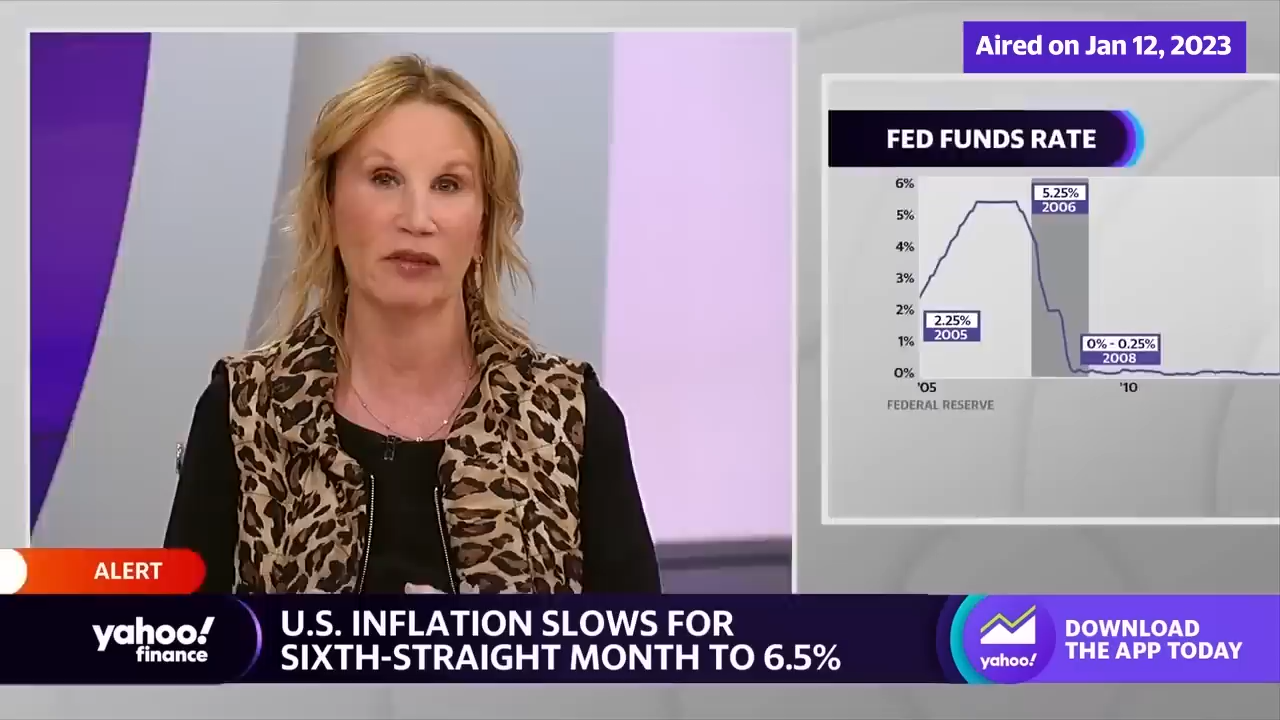 Aired on Jan 12, 2023
FED FUNDS RATE
6%
5%
4%
3%
2%
1%
0%
5.25%
2006
2.25%
2005
0% - 0.25%
2008
'05
'10
FEDERAL RESERVE
ALERT
yahoo!
finance
U.S. INFLATION SLOWS FOR
SIXTH-STRAIGHT MONTH TO 6.5%
yahoo!
DOWNLOAD
THE APP TODAY